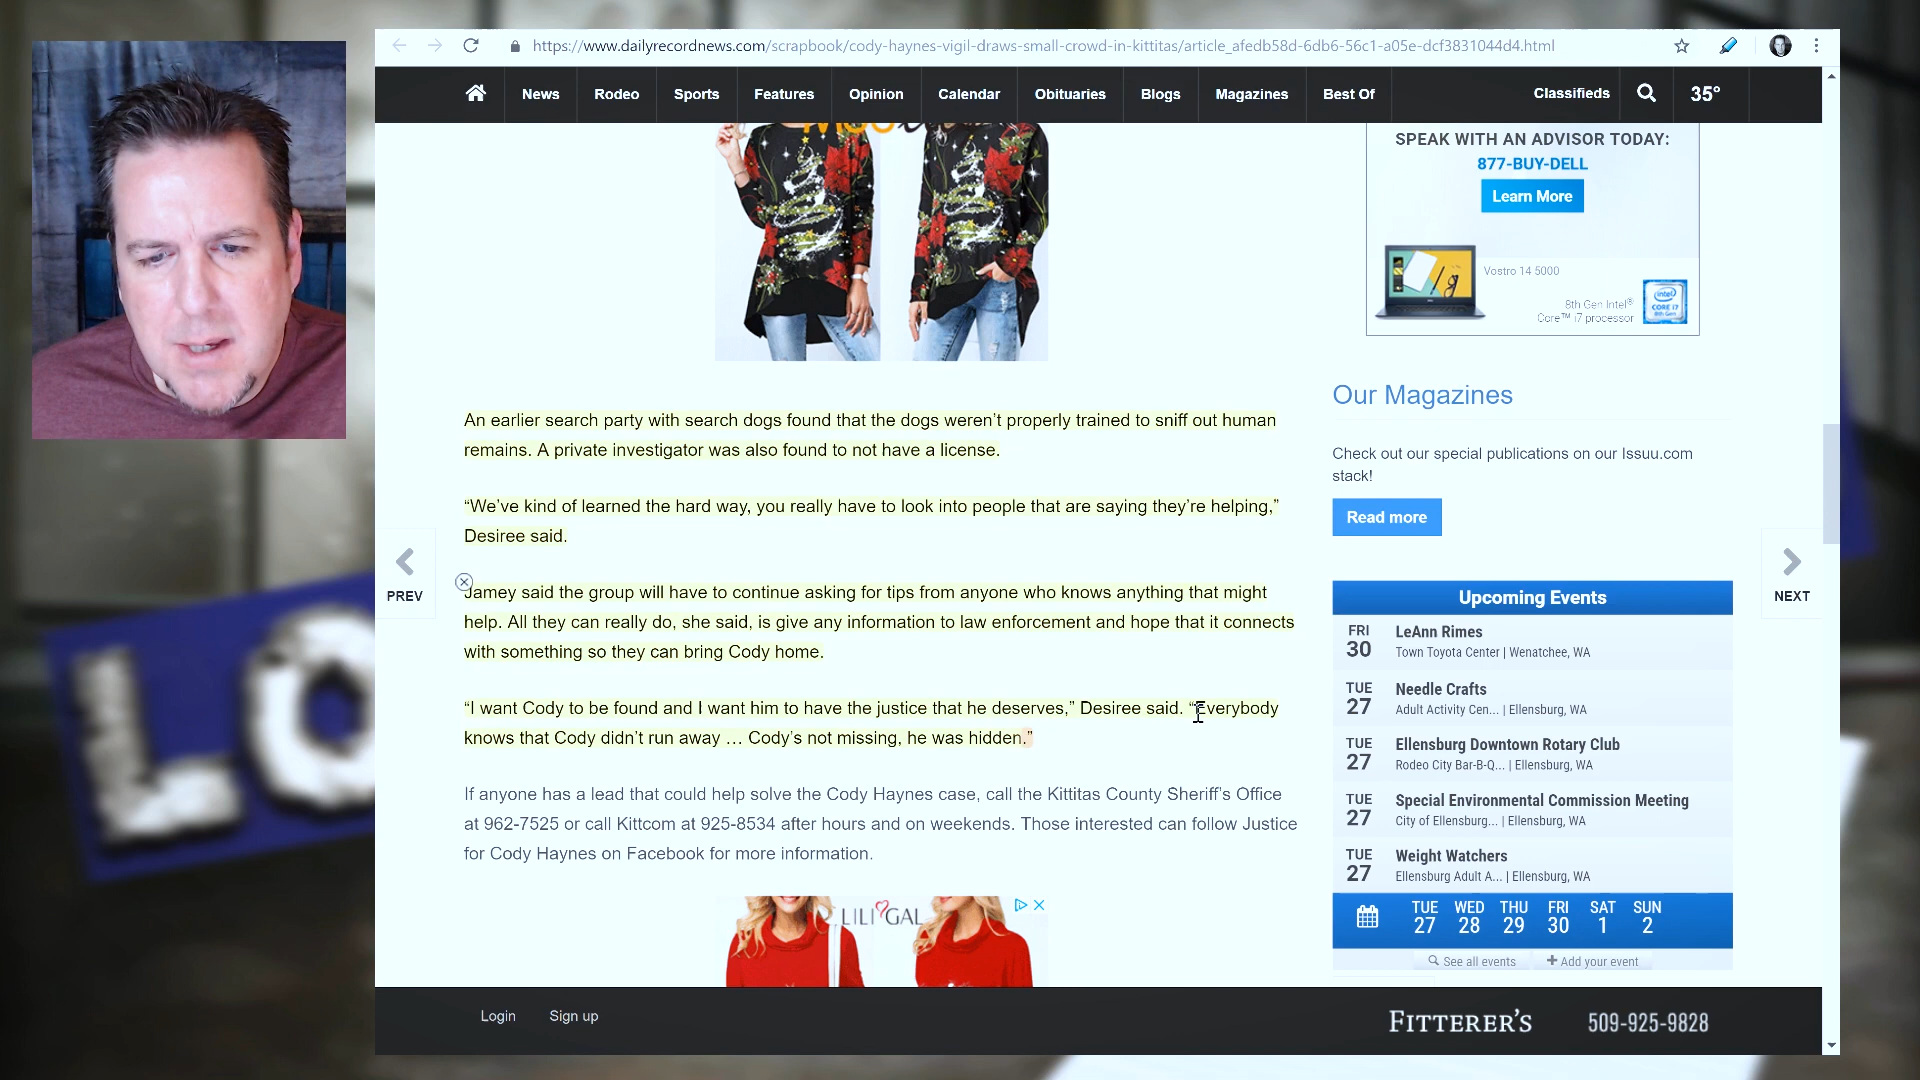 https://www.dailyrecordnews.com/scrapbook/cody-haynes-vigil-draws-small-crowd-in-kittitas/article_afedb58d-6db6-56c1-a05e-dcf3831044d4.html
News Rodeo Sports Features Opinion Calendar Obituaries Blogs Magazines Best Of Classifieds 35°
SPEAK WITH AN ADVISOR TODAY:
877-BUY-DELL
Learn More
Vostro 14 5000
8th Gen Intel®
Core™ i7 processor
intel
CORE i7
8th Gen
An earlier search party with search dogs found that the dogs weren’t properly trained to sniff out human
remains. A private investigator was also found to not have a license.
“We’ve kind of learned the hard way, you really have to look into people that are saying they’re helping,”
Desiree said.
Jamey said the group will have to continue asking for tips from anyone who knows anything that might
help. All they can really do, she said, is give any information to law enforcement and hope that it connects
with something so they can bring Cody home.
“I want Cody to be found and I want him to have the justice that he deserves,” Desiree said. “Everybody
knows that Cody didn’t run away … Cody’s not missing, he was hidden.”
If anyone has a lead that could help solve the Cody Haynes case, call the Kittitas County Sheriff’s Office
at 962-7525 or call Kittcom at 925-8534 after hours and on weekends. Those interested can follow Justice
for Cody Haynes on Facebook for more information.
PREV
NEXT
Our Magazines
Check out our special publications on our Issuu.com
stack!
Read more
Upcoming Events
FRI
30
LeAnn Rimes
Town Toyota Center | Wenatchee, WA
TUE
27
Needle Crafts
Adult Activity Cen... | Ellensburg, WA
TUE
27
Ellensburg Downtown Rotary Club
Rodeo City Bar-B-Q... | Ellensburg, WA
TUE
27
Special Environmental Commission Meeting
City of Ellensburg... | Ellensburg, WA
TUE
27
Weight Watchers
Ellensburg Adult A... | Ellensburg, WA
TUE WED THU FRI SAT SUN
27 28 29 30 1 2
See all events
Add your event
LILIGAL
Login Sign up
FITTERER'S 509-925-9828
LO